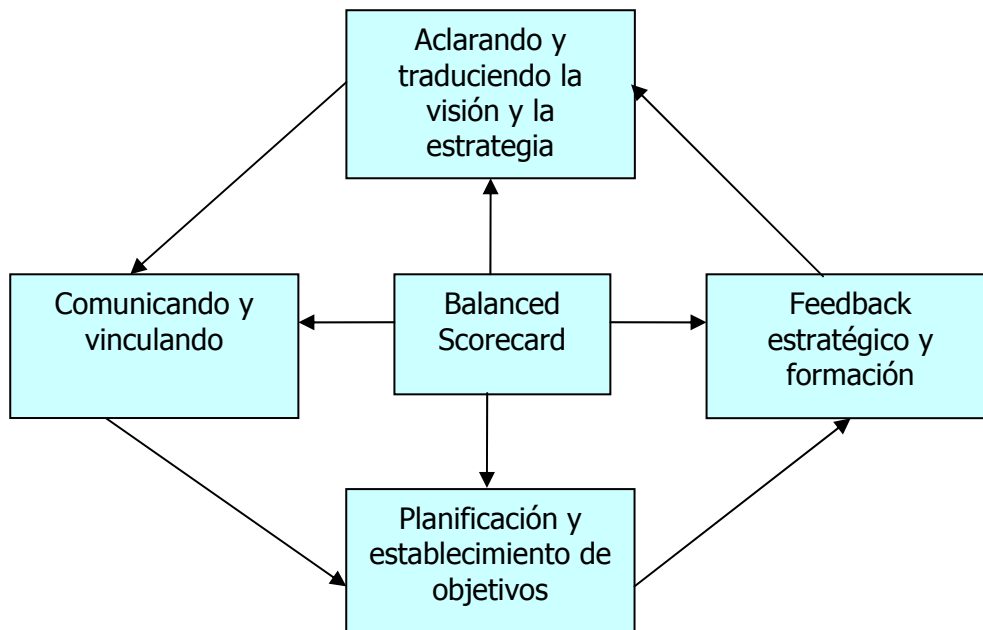 Aclarando y
traduciendo la
visión y la
estrategia
Comunicando y
vinculando
Balanced
Scorecard
Feedback
estratégico y
formación
Planificación y
establecimiento de
objetivos